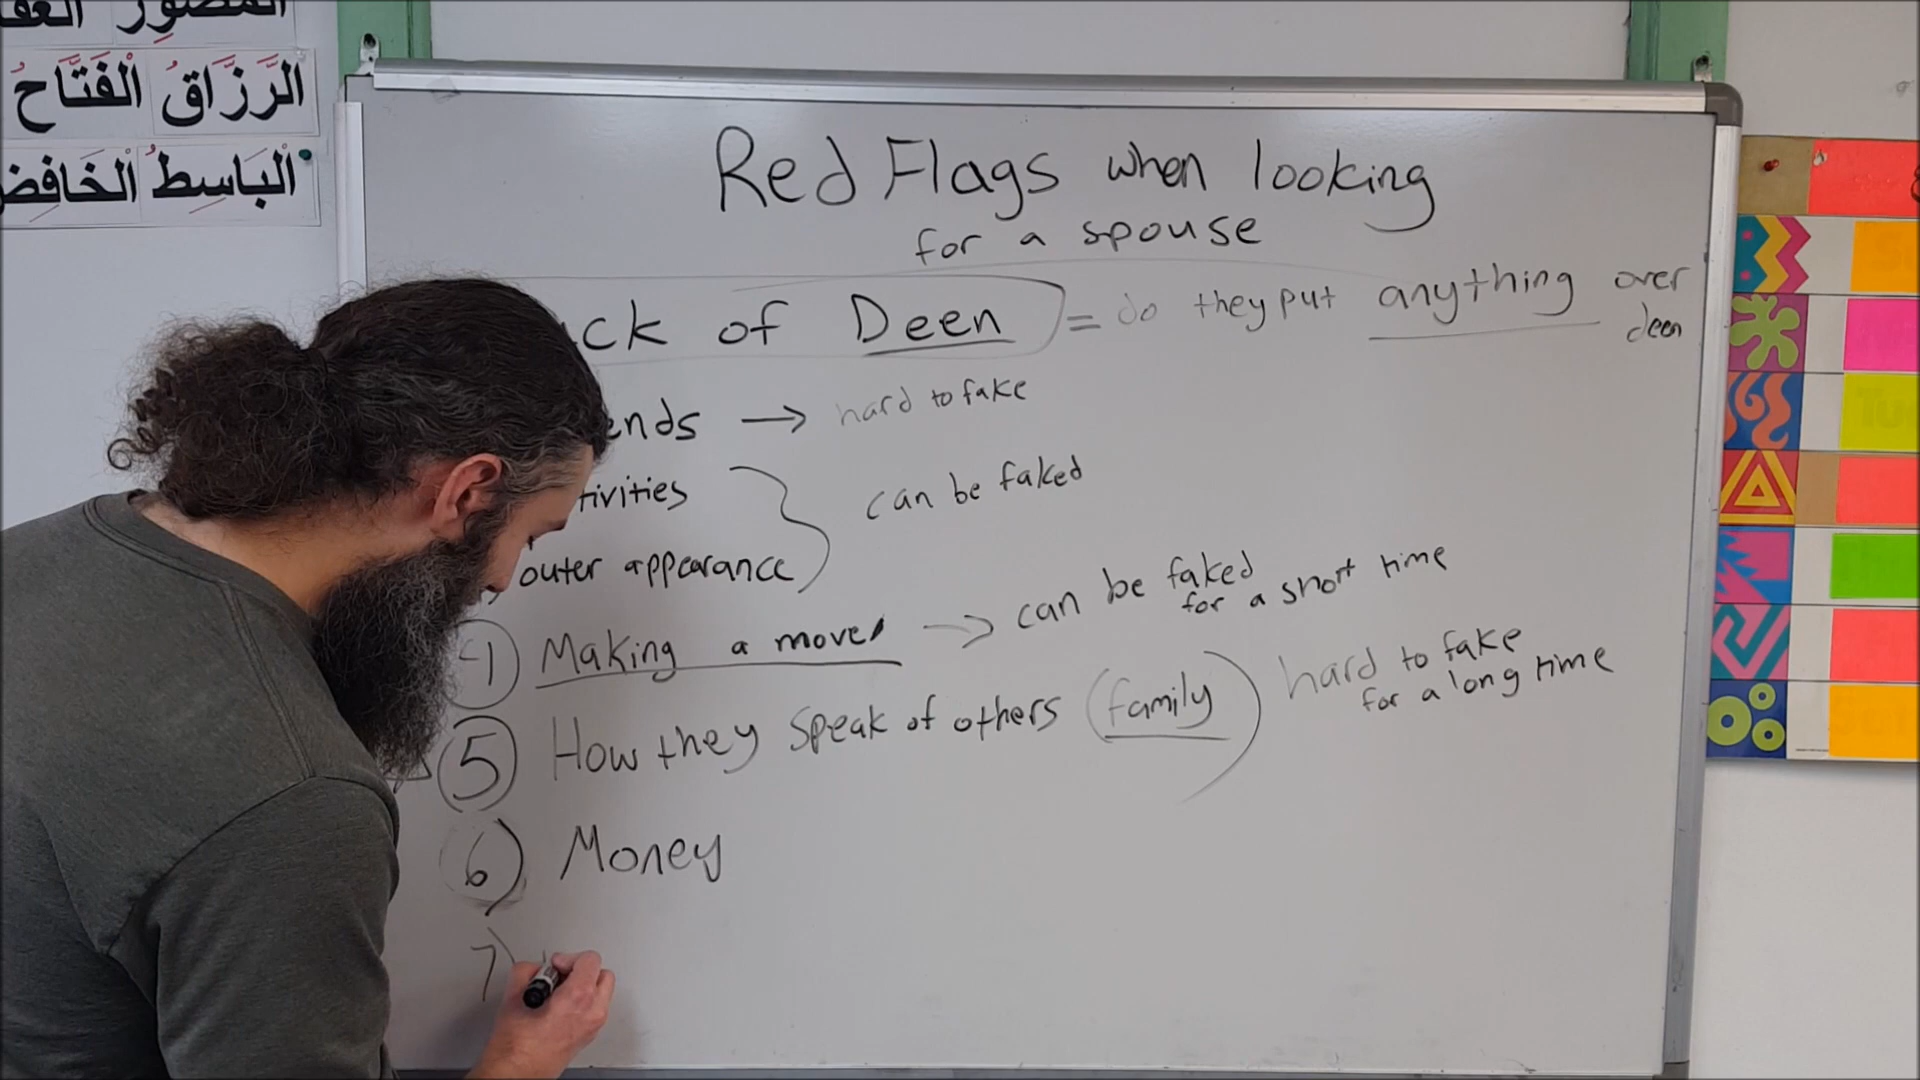 الرَّزَّاقُ الْفَتَّاحُ
الْبَاسِطُ الْخَافِضُ
Red Flags when looking
for a spouse
ck of Deen = do they put anything over
deen
ends → hard to fake
tivities
can be faked
outer appearance
4) Making a move → can be faked
for a short time
5) How they speak of others (family) hard to fake
for a long time
6) Money
7)